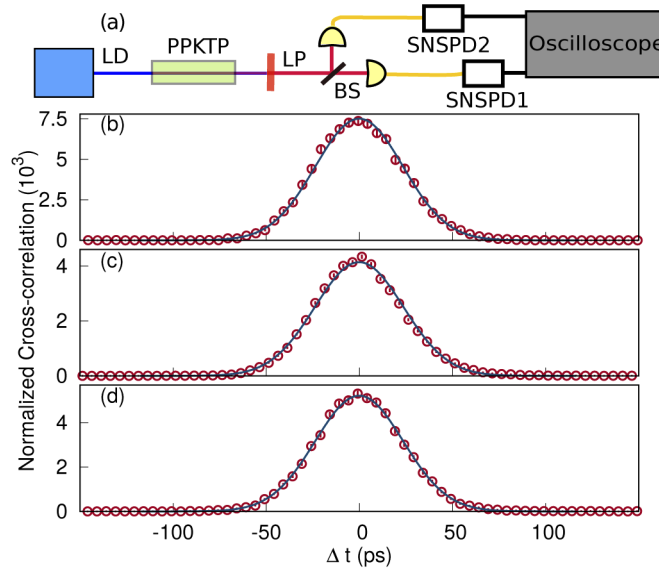 (a)
LD
PPKTP
LP
BS
SNSPD2
SNSPD1
Oscilloscope
Normalized Cross-correlation (10³)
(b)
7.5
5
2.5
0
(c)
4
2
0
(d)
4
2
0
-100
-50
0
50
100
Δ t (ps)